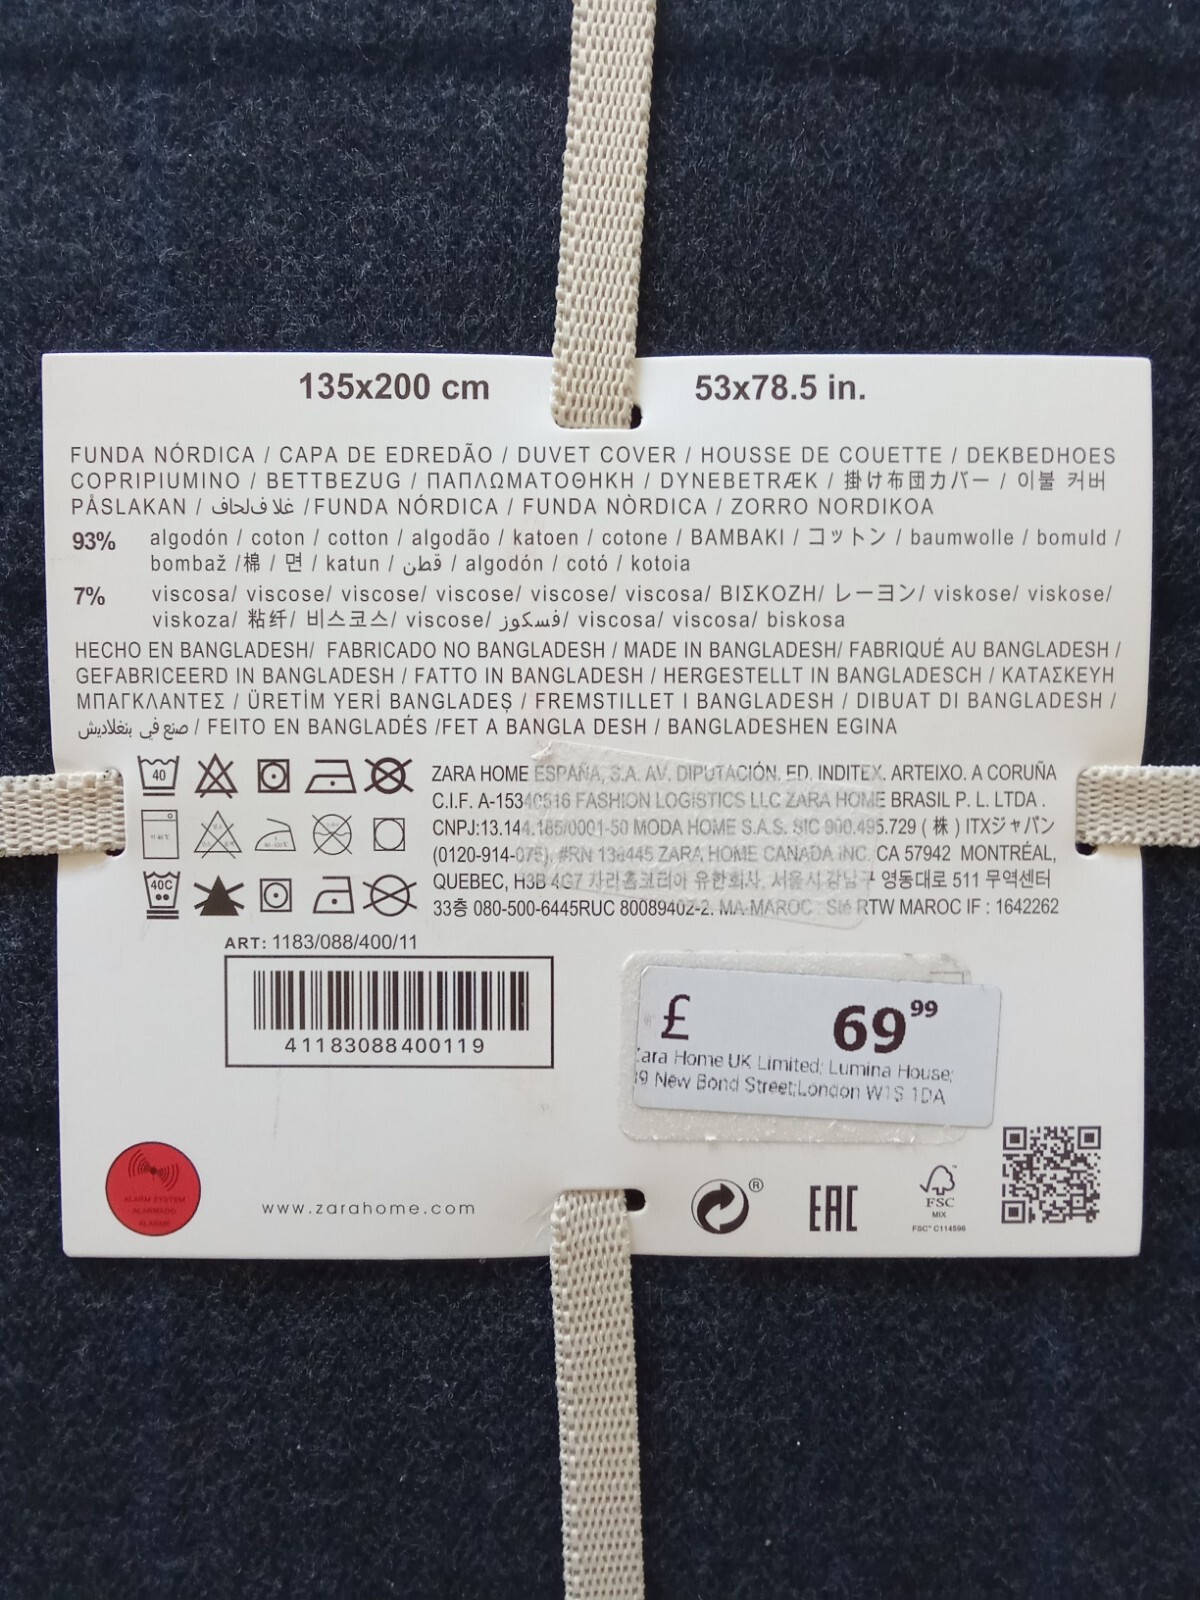 135x200 cm 53x78.5 in.
FUNDA NÓRDICA / CAPA DE EDREDÃO / DUVET COVER / HOUSSE DE COUETTE / DEKBEDHOES
COPRIPIUMINO / BETTBEZUG / ΠΑΠΛΩΜΑΤΟΘΗΚΗ / DYNEBETRÆK / 掛け布団カバー / 이불 커버
PÅSLAKAN / غلاف لحاف /FUNDA NÓRDICA / FUNDA NÒRDICA / ZORRO NORDIKOA
93% algodón / coton / cotton / algodão / katoen / cotone / BAMBAKI / コットン / baumwolle / bomuld /
bombaž /棉 / 면 / katun / قطن / algodón / cotó / kotoia
7% viscosa/ viscose/ viscose/ viscose/ viscose/ viscosa/ ΒΙΣΚΟΖΗ/ レーヨン/ viskose/ viskose/
viskoza/ 粘纤/ 비스코스/ viscose/ فسكوز/ viscosa/ viscosa/ biskosa
HECHO EN BANGLADESH/ FABRICADO NO BANGLADESH / MADE IN BANGLADESH/ FABRIQUÉ AU BANGLADESH /
GEFABRICEERD IN BANGLADESH / FATTO IN BANGLADESH / HERGESTELLT IN BANGLADESCH / ΚΑΤΑΣΚΕΥΗ
ΜΠΑΓΚΛΑΝΤΕΣ / ÜRETİM YERİ BANGLADEŞ / FREMSTILLET I BANGLADESH / DIBUAT DI BANGLADESH /
صنع في بنغلاديش / FEITO EN BANGLADÉS /FET A BANGLA DESH / BANGLADESHEN EGINA
40
40C
ZARA HOME ESPAÑA, S.A. AV. DIPUTACIÓN. ED. INDITEX. ARTEIXO. A CORUÑA
C.I.F. A-15340516 FASHION LOGISTICS LLC ZARA HOME BRASIL P. L. LTDA .
CNPJ:13.144.185/0001-50 MODA HOME S.A.S. SIC 900.495.729 ( 株 ) ITXジャパン
(0120-914-075), #RN 136445 ZARA HOME CANADA INC. CA 57942 MONTRÉAL,
QUEBEC, H3B 4G7 자라홈코리아 유한회사. 서울시 강남구 영동대로 511 무역센터
33층 080-500-6445RUC 80089402-2. MA-MAROC RTW MAROC IF : 1642262
ART: 1183/088/400/11
41183088400119
£ 69 99
ara Home UK Limited; Lumina House;
9 New Bond Street;London W1S 1DA
ALARM SYSTEM
ALARMADO
ALARME
www.zarahome.com
®
EAC
FSC
MIX
FSC™ C114596